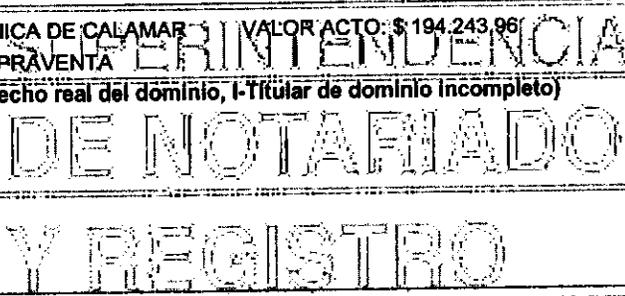 NICA DE CALAMAR VALOR ACTO: $ 194.243,96
SUPERINTENDENCIA
PRAVENTA
echo real del dominio, I-Titular de dominio incompleto)
DE NOTARIADO
Y REGISTRO